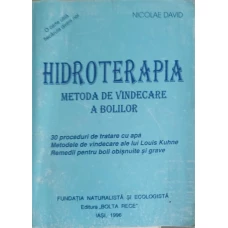 NICOLAE DAVID
HIDROTERAPIA
METODA DE VINDECARE
A BOLILOR
30 proceduri de tratare cu apă
Metodele de vindecare ale lui Louis Kuhne
Remedii pentru boli obișnuite și grave
FUNDAȚIA NATURALISTĂ și ECOLOGISTĂ
Editura „BOLTA RECE"
IAȘI, 1996